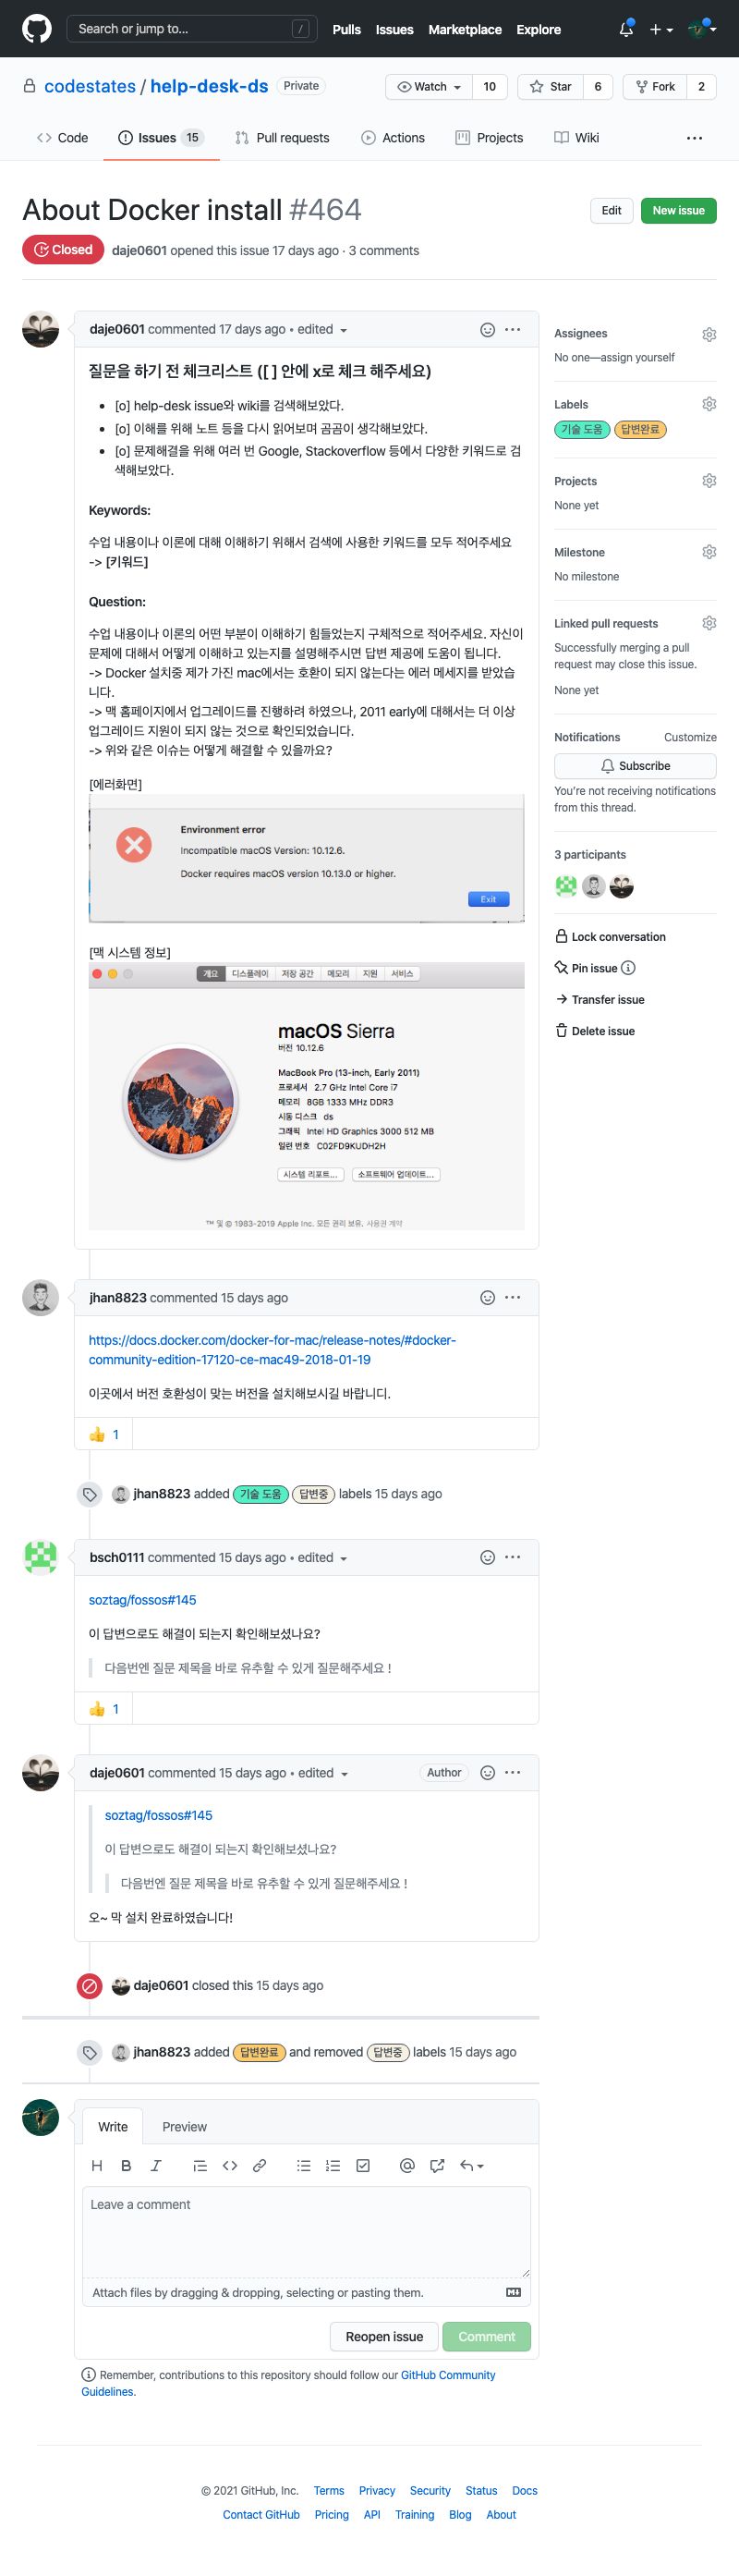 Search or jump to...
/
Pulls Issues Marketplace Explore
codestates / help-desk-ds Private
Watch 10 Star 6 Fork 2
Code Issues 15 Pull requests Actions Projects Wiki
About Docker install #464
Edit New issue
Closed daje0601 opened this issue 17 days ago · 3 comments
daje0601 commented 17 days ago • edited
질문을 하기 전 체크리스트 ([ ] 안에 x로 체크 해주세요)
[o] help-desk issue와 wiki를 검색해보았다.
[o] 이해를 위해 노트 등을 다시 읽어보며 곰곰이 생각해보았다.
[o] 문제해결을 위해 여러 번 Google, Stackoverflow 등에서 다양한 키워드로 검
색해보았다.
Keywords:
수업 내용이나 이론에 대해 이해하기 위해서 검색에 사용한 키워드를 모두 적어주세요
-> [키워드]
Question:
수업 내용이나 이론의 어떤 부분이 이해하기 힘들었는지 구체적으로 적어주세요. 자신이
문제에 대해서 어떻게 이해하고 있는지를 설명해주시면 답변 제공에 도움이 됩니다.
-> Docker 설치중 제가 가진 mac에서는 호환이 되지 않는다는 에러 메세지를 받았습
니다.
-> 맥 홈페이지에서 업그레이드를 진행하려 하였으나, 2011 early에 대해서는 더 이상
업그레이드 지원이 되지 않는 것으로 확인되었습니다.
-> 위와 같은 이슈는 어떻게 해결할 수 있을까요?
[에러화면]
Environment error
Incompatible macOS Version: 10.12.6.
Docker requires macOS version 10.13.0 or higher.
Exit
[맥 시스템 정보]
개요 디스플레이 저장 공간 메모리 지원 서비스
macOS Sierra
버전 10.12.6
MacBook Pro (13-inch, Early 2011)
프로세서 2.7 GHz Intel Core i7
메모리 8GB 1333 MHz DDR3
시동 디스크 ds
그래픽 Intel HD Graphics 3000 512 MB
일련 번호 C02FD9KUDH2H
시스템 리포트... 소프트웨어 업데이트...
™ 및 © 1983-2019 Apple Inc. 모든 권리 보유. 사용권 계약
Assignees
No one—assign yourself
Labels
기술 도움 답변완료
Projects
None yet
Milestone
No milestone
Linked pull requests
Successfully merging a pull
request may close this issue.
None yet
Notifications Customize
Subscribe
You're not receiving notifications
from this thread.
3 participants
Lock conversation
Pin issue
Transfer issue
Delete issue
jhan8823 commented 15 days ago
https://docs.docker.com/docker-for-mac/release-notes/#docker-
community-edition-17120-ce-mac49-2018-01-19
이곳에서 버전 호환성이 맞는 버전을 설치해보시길 바랍니디.
👍 1
jhan8823 added 기술 도움 답변중 labels 15 days ago
bsch0111 commented 15 days ago • edited
soztag/fossos#145
이 답변으로도 해결이 되는지 확인해보셨나요?
다음번엔 질문 제목을 바로 유추할 수 있게 질문해주세요 !
👍 1
daje0601 commented 15 days ago • edited Author
soztag/fossos#145
이 답변으로도 해결이 되는지 확인해보셨나요?
다음번엔 질문 제목을 바로 유추할 수 있게 질문해주세요 !
오~ 막 설치 완료하였습니다!
daje0601 closed this 15 days ago
jhan8823 added 답변완료 and removed 답변중 labels 15 days ago
Write Preview
Leave a comment
Attach files by dragging & dropping, selecting or pasting them.
Reopen issue Comment
Remember, contributions to this repository should follow our GitHub Community
Guidelines.
© 2021 GitHub, Inc. Terms Privacy Security Status Docs
Contact GitHub Pricing API Training Blog About